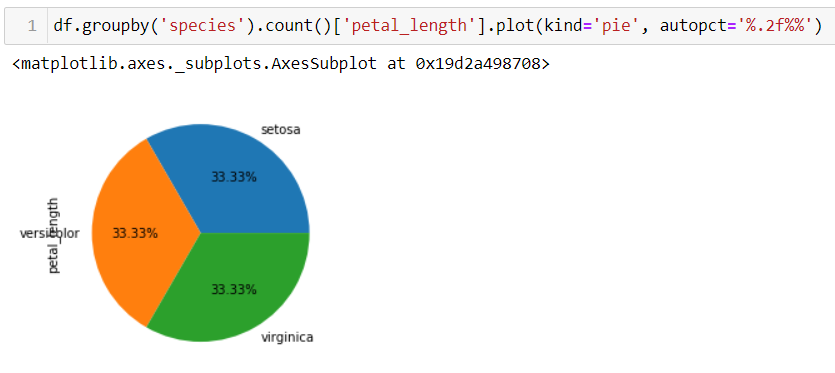 1 df.groupby('species').count()['petal_length'].plot(kind='pie', autopct='%.2f%%')
<matplotlib.axes._subplots.AxesSubplot at 0x19d2a498708>
setosa
33.33%
versicolor
33.33%
petal_length
33.33%
virginica